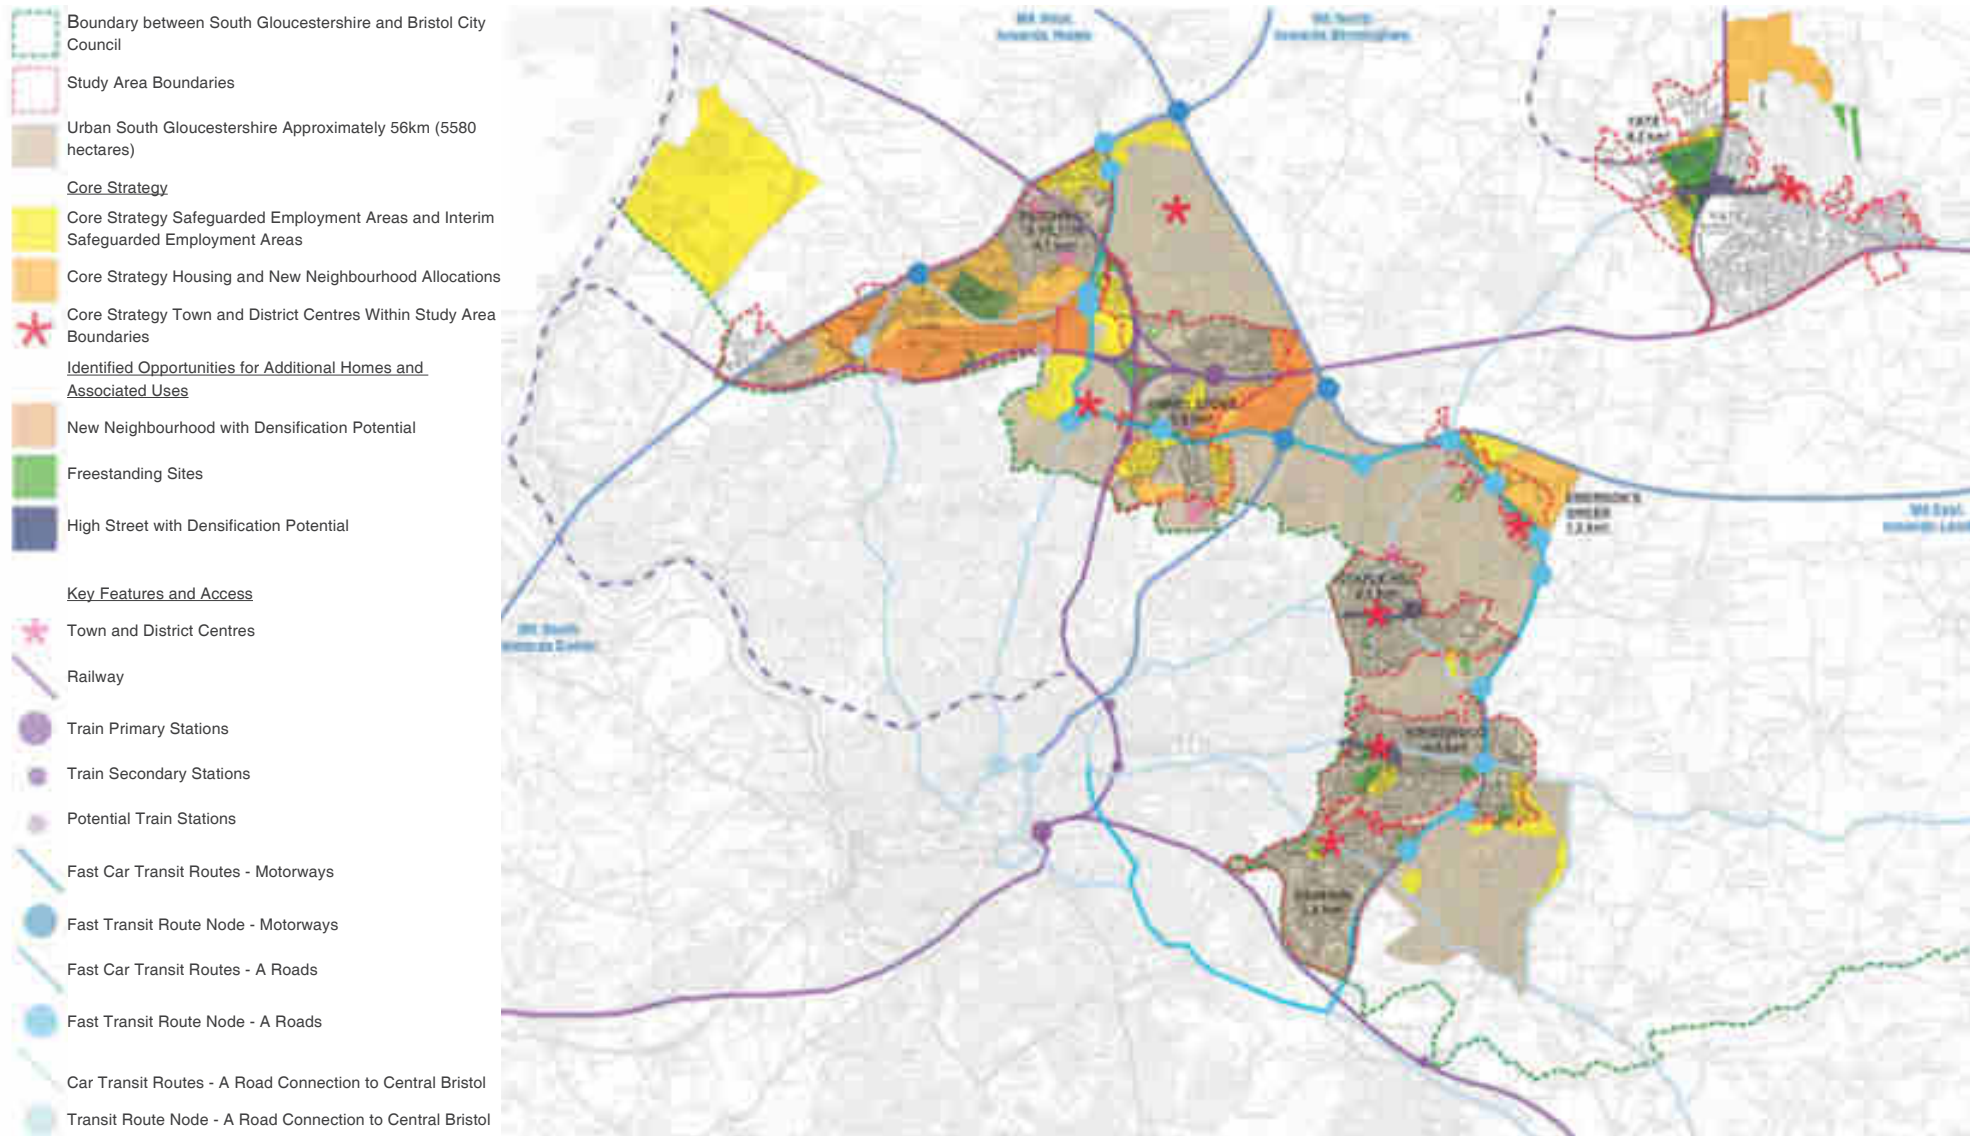 Boundary between South Gloucestershire and Bristol City
Council
Study Area Boundaries
Urban South Gloucestershire Approximately 56km (5580
hectares)
Core Strategy
Core Strategy Safeguarded Employment Areas and Interim
Safeguarded Employment Areas
Core Strategy Housing and New Neighbourhood Allocations
Core Strategy Town and District Centres Within Study Area
Boundaries
Identified Opportunities for Additional Homes and
Associated Uses
New Neighbourhood with Densification Potential
Freestanding Sites
High Street with Densification Potential
Key Features and Access
Town and District Centres
Railway
Train Primary Stations
Train Secondary Stations
Potential Train Stations
Fast Car Transit Routes - Motorways
Fast Transit Route Node - Motorways
Fast Car Transit Routes - A Roads
Fast Transit Route Node - A Roads
Car Transit Routes - A Road Connection to Central Bristol
Transit Route Node - A Road Connection to Central Bristol
YATE
EMERSON'S
GREEN